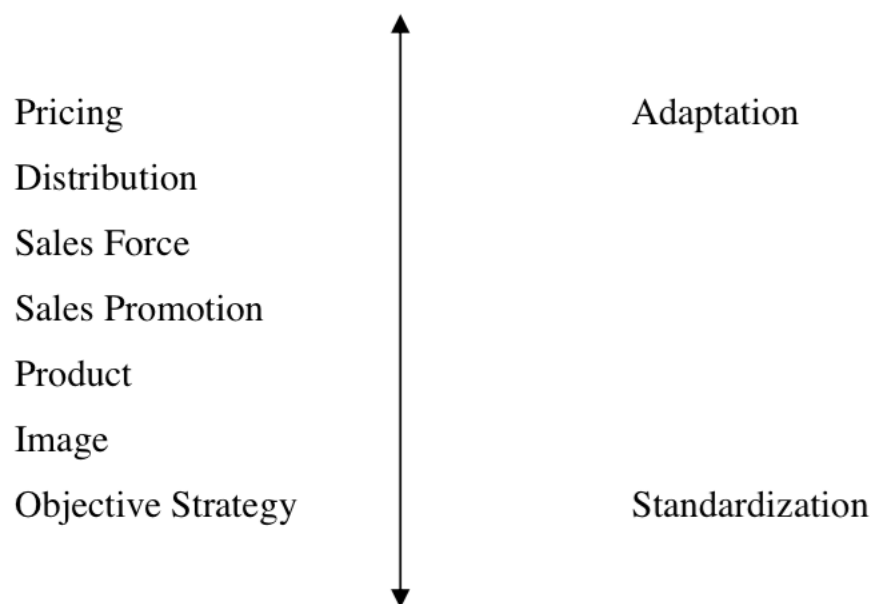 Pricing Adaptation
Distribution
Sales Force
Sales Promotion
Product
Image
Objective Strategy Standardization